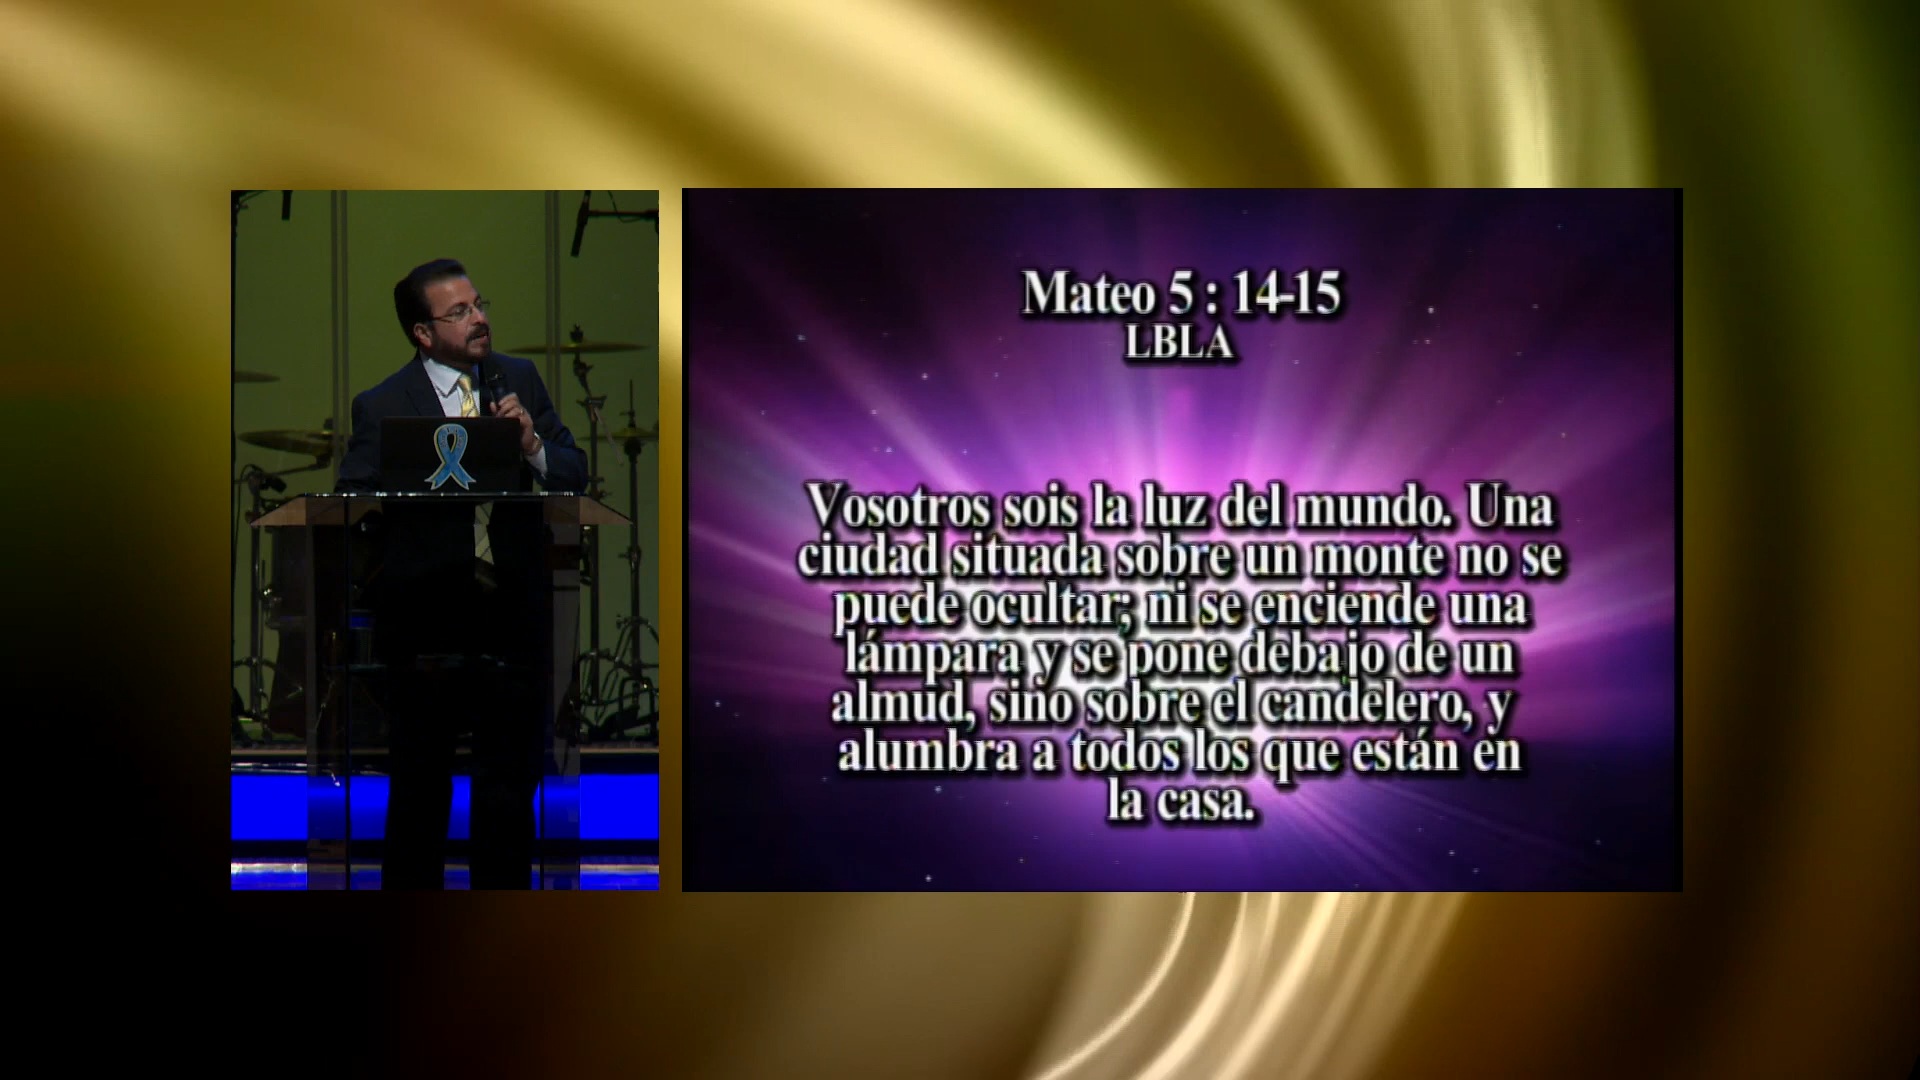 Mateo 5 : 14-15
LBLA
Vosotros sois la luz del mundo. Una
ciudad situada sobre un monte no se
puede ocultar; ni se enciende una
lámpara y se pone debajo de un
almud, sino sobre el candelero, y
alumbra a todos los que están en
la casa.